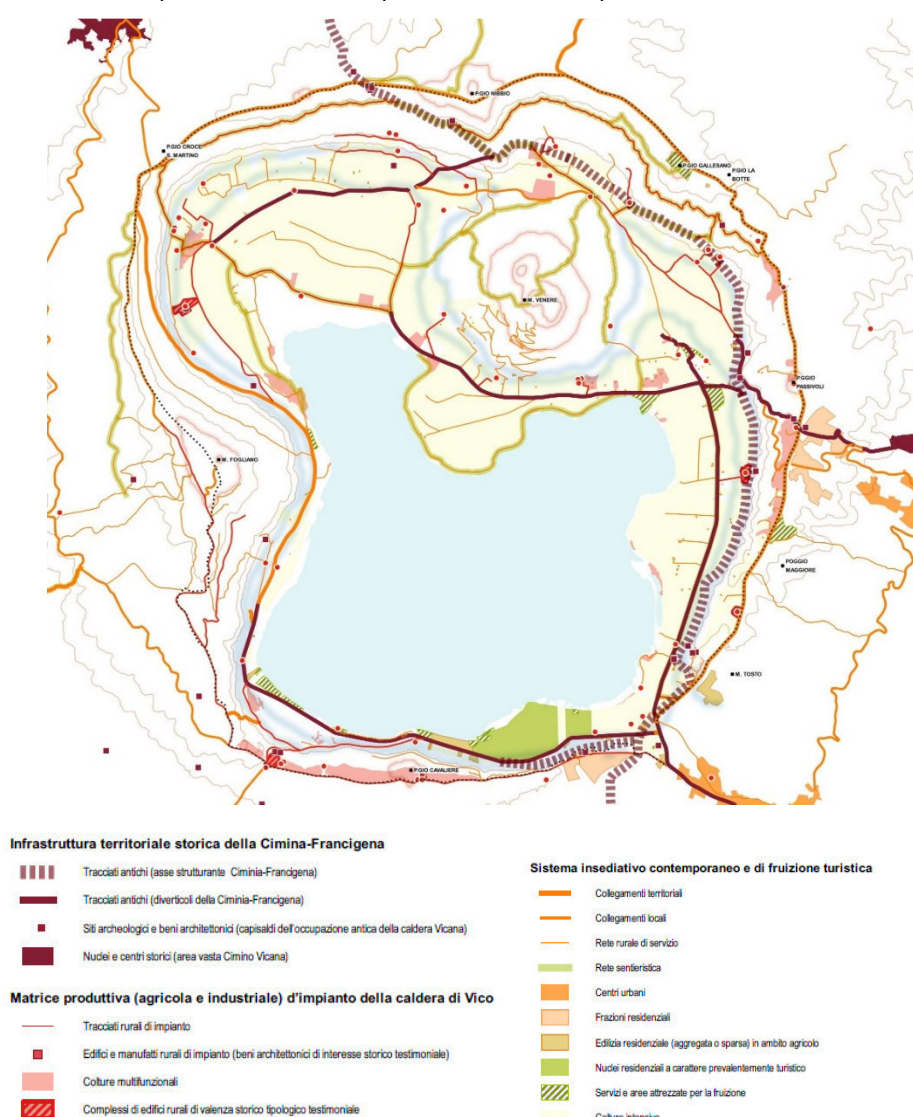 P.GIO NIBBIO
P.GIO CROCE
S. MARTINO
P.GIO GALLESANO
P.GIO LA
BOTTE
M. VENERE
P.GGIO
PASSIVOLI
M. FOGLIANO
POGGIO
MAGGIORE
M. TOSTO
P.GIO CAVALIERE
Infrastruttura territoriale storica della Cimina-Francigena
Tracciati antichi (asse strutturante Ciminia-Francigena)
Tracciati antichi (diverticoli della Ciminia-Francigena)
Siti archeologici e beni architettonici (capisaldi dell'occupazione antica della caldera Vicana)
Nuclei e centri storici (area vasta Cimino Vicana)
Matrice produttiva (agricola e industriale) d'impianto della caldera di Vico
Tracciati rurali di impianto
Edifici e manufatti rurali di impianto (beni architettonici di interesse storico testimoniale)
Colture multifunzionali
Complessi di edifici rurali di valenza storico tipologico testimoniale
Sistema insediativo contemporaneo e di fruizione turistica
Collegamenti territoriali
Collegamenti locali
Rete rurale di servizio
Rete sentieristica
Centri urbani
Frazioni residenziali
Edilizia residenziale (aggregata o sparsa) in ambito agricolo
Nuclei residenziali a carattere prevalentemente turistico
Servizi e aree attrezzate per la fruizione